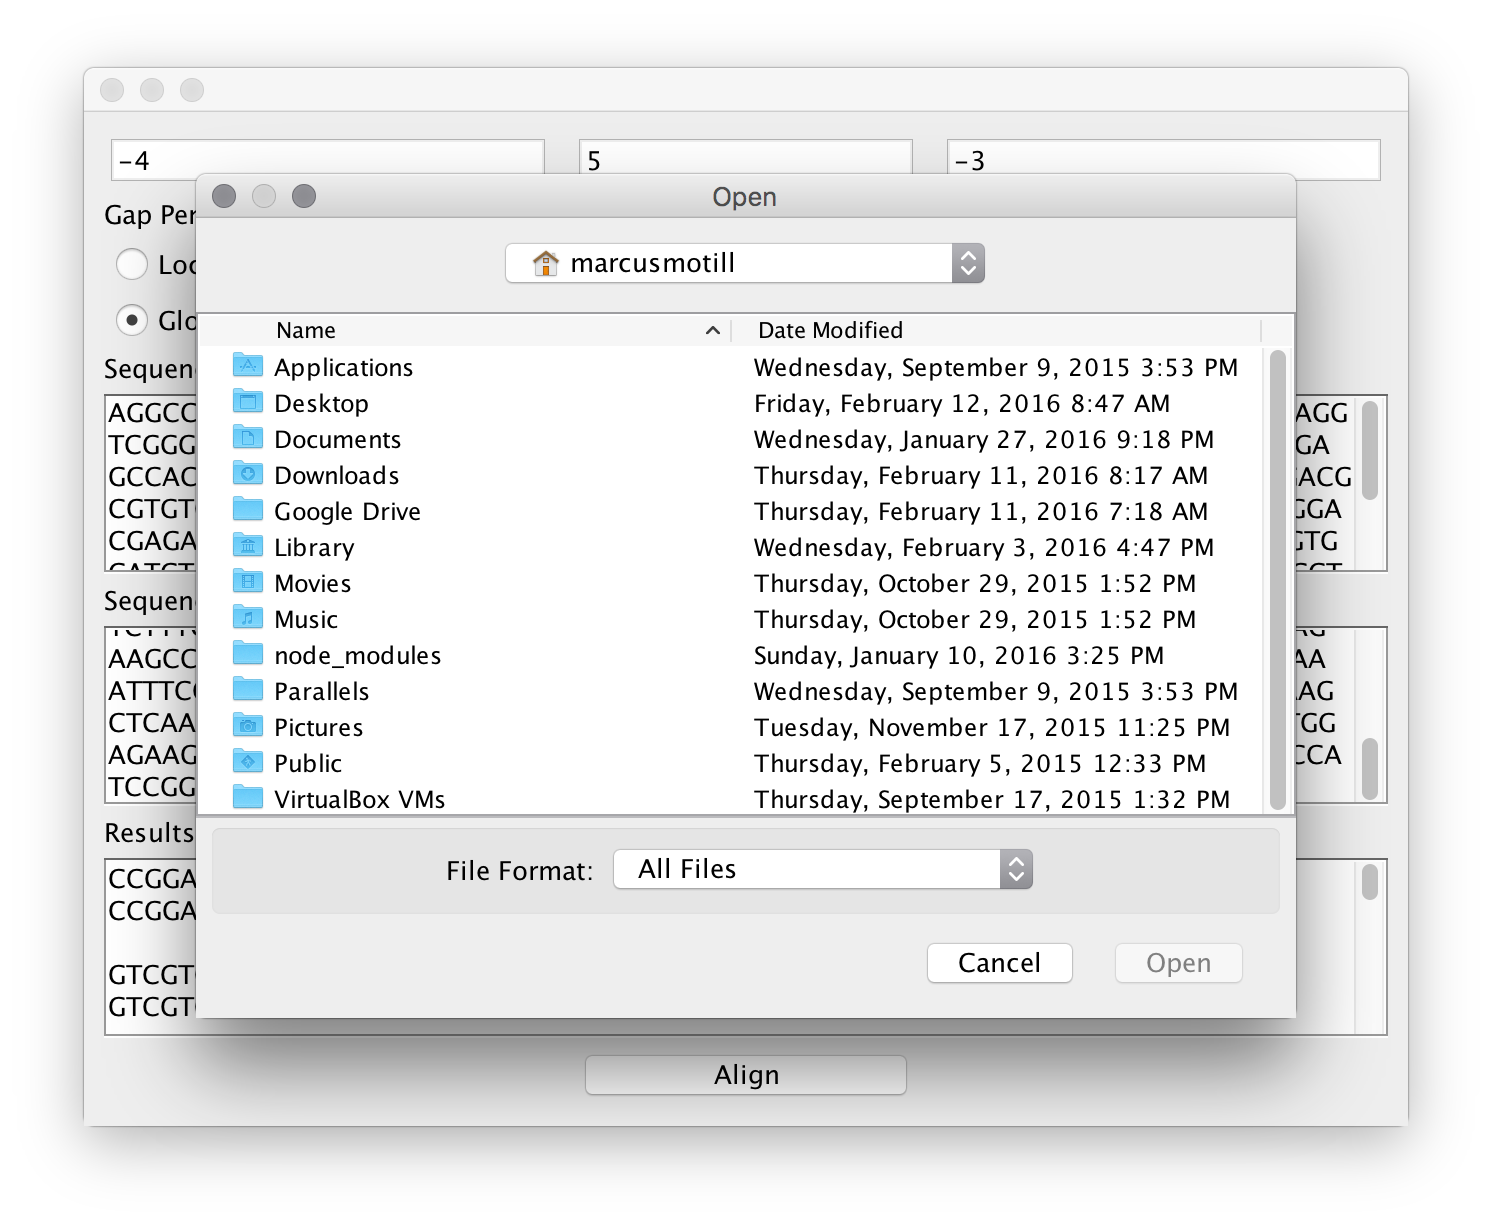 -4 5 -3
Open
Gap Per
marcusmotill
Loc
Glo
Name Date Modified
Applications Wednesday, September 9, 2015 3:53 PM
Sequen
Desktop Friday, February 12, 2016 8:47 AM
AGGCC AGG
Documents Wednesday, January 27, 2016 9:18 PM
TCGGG GA
Downloads Thursday, February 11, 2016 8:17 AM
GCCAC ACG
Google Drive Thursday, February 11, 2016 7:18 AM
CGTGT GGA
Library Wednesday, February 3, 2016 4:47 PM
CGAGA GTG
Movies Thursday, October 29, 2015 1:52 PM
Sequen
Music Thursday, October 29, 2015 1:52 PM
node_modules Sunday, January 10, 2016 3:25 PM
AAGCC AA
Parallels Wednesday, September 9, 2015 3:53 PM
ATTTC AG
Pictures Tuesday, November 17, 2015 11:25 PM
CTCAA TGG
Public Thursday, February 5, 2015 12:33 PM
AGAAG CCA
VirtualBox VMs Thursday, September 17, 2015 1:32 PM
TCCGG
Results
File Format: All Files
CCGGA
CCGGA
Cancel Open
GTCGT
GTCGT
Align